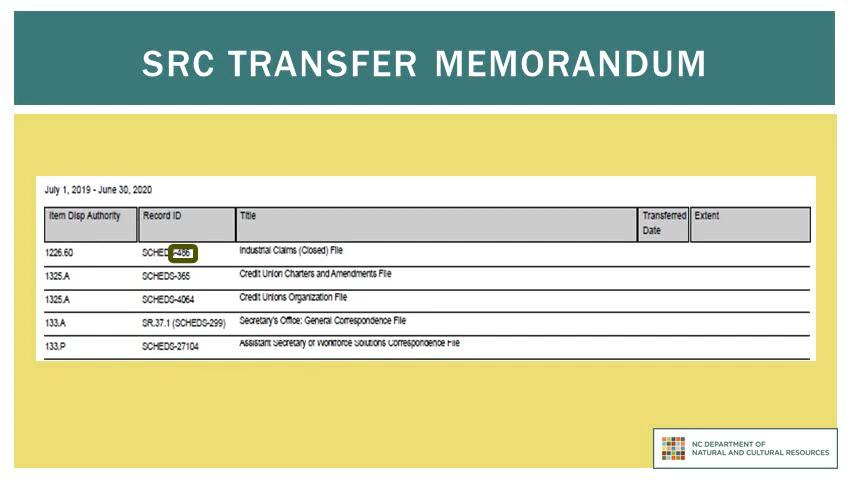 SRC TRANSFER MEMORANDUM
July 1, 2019 - June 30, 2020
Item Disp Authority Record ID Title Transferred Date Extent
1226.60 SCHEDS-486 Industrial Claims (Closed) File
1325.A SCHEDS-365 Credit Union Charters and Amendments File
1325.A SCHEDS-4064 Credit Unions Organization File
133.A SR.37.1 (SCHEDS-299) Secretary's Office: General Correspondence File
133.P SCHEDS-27104 Assistant Secretary of Workforce Solutions Correspondence File
NC DEPARTMENT OF
NATURAL AND CULTURAL RESOURCES